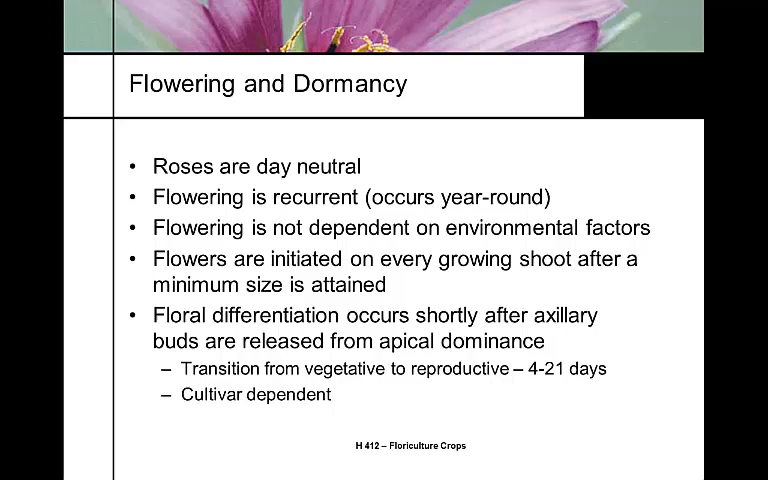 Flowering and Dormancy
• Roses are day neutral
• Flowering is recurrent (occurs year-round)
• Flowering is not dependent on environmental factors
• Flowers are initiated on every growing shoot after a
minimum size is attained
• Floral differentiation occurs shortly after axillary
buds are released from apical dominance
– Transition from vegetative to reproductive – 4-21 days
– Cultivar dependent
H 412 – Floriculture Crops